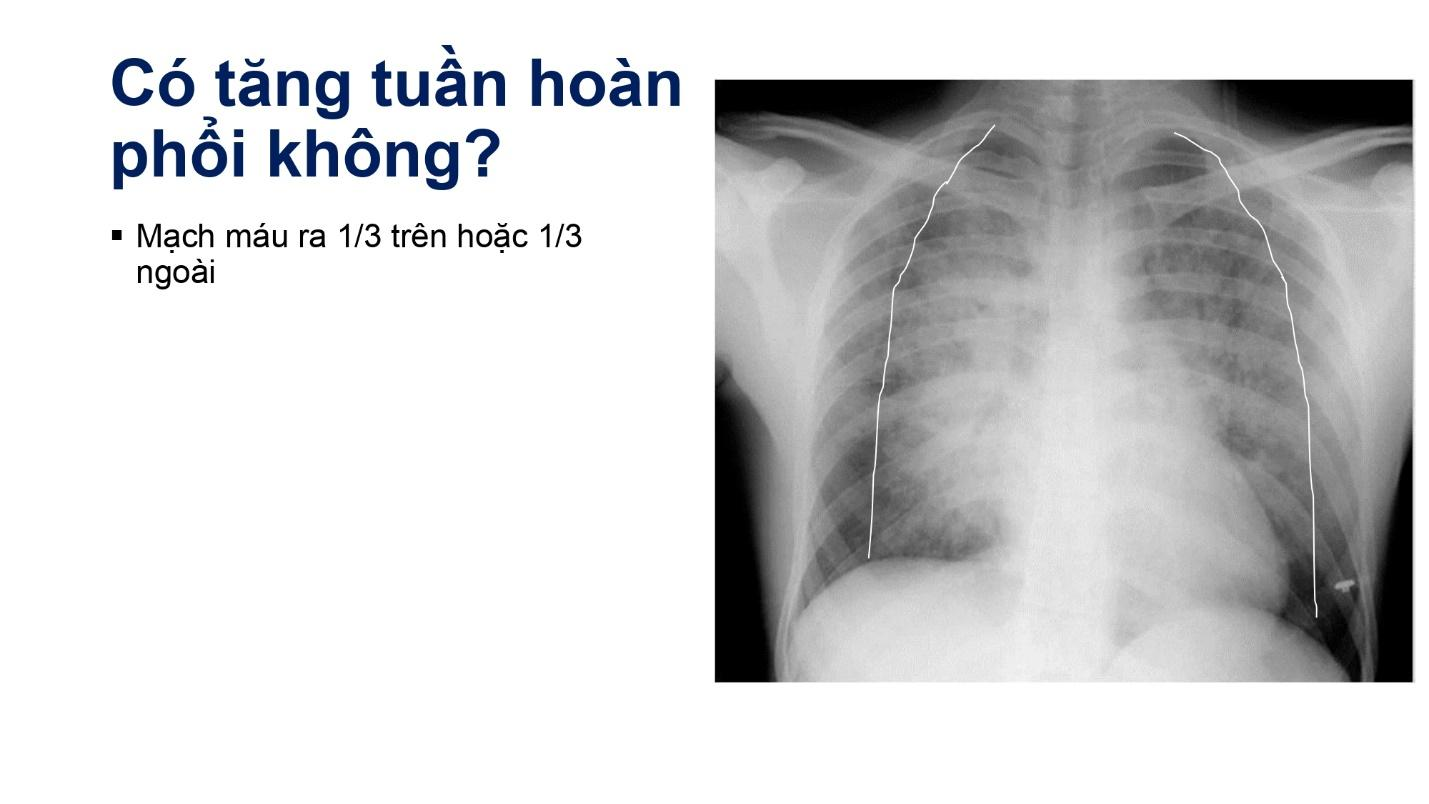 Có tăng tuần hoàn
phổi không?
▪ Mạch máu ra 1/3 trên hoặc 1/3
ngoài